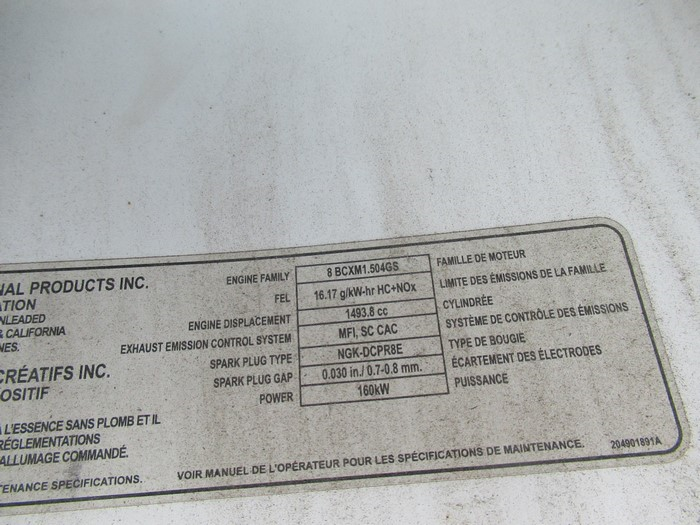 NAL PRODUCTS INC.
ATION
NLEADED
& CALIFORNIA
NES.
CRÉATIFS INC.
OSITIF
À L'ESSENCE SANS PLOMB ET IL
RÉGLEMENTATIONS
ALLUMAGE COMMANDÉ.
TENANCE SPECIFICATIONS.
ENGINE FAMILY 8 BCXM1.504GS FAMILLE DE MOTEUR
FEL 16.17 g/kW-hr HC+NOx LIMITE DES ÉMISSIONS DE LA FAMILLE
ENGINE DISPLACEMENT 1493.8 cc CYLINDRÉE
EXHAUST EMISSION CONTROL SYSTEM MFI, SC CAC SYSTÈME DE CONTRÔLE DES ÉMISSIONS
SPARK PLUG TYPE NGK-DCPR8E TYPE DE BOUGIE
SPARK PLUG GAP 0.030 in./ 0.7-0.8 mm. ÉCARTEMENT DES ÉLECTRODES
POWER 160kW PUISSANCE
VOIR MANUEL DE L'OPÉRATEUR POUR LES SPÉCIFICATIONS DE MAINTENANCE.
204901891A